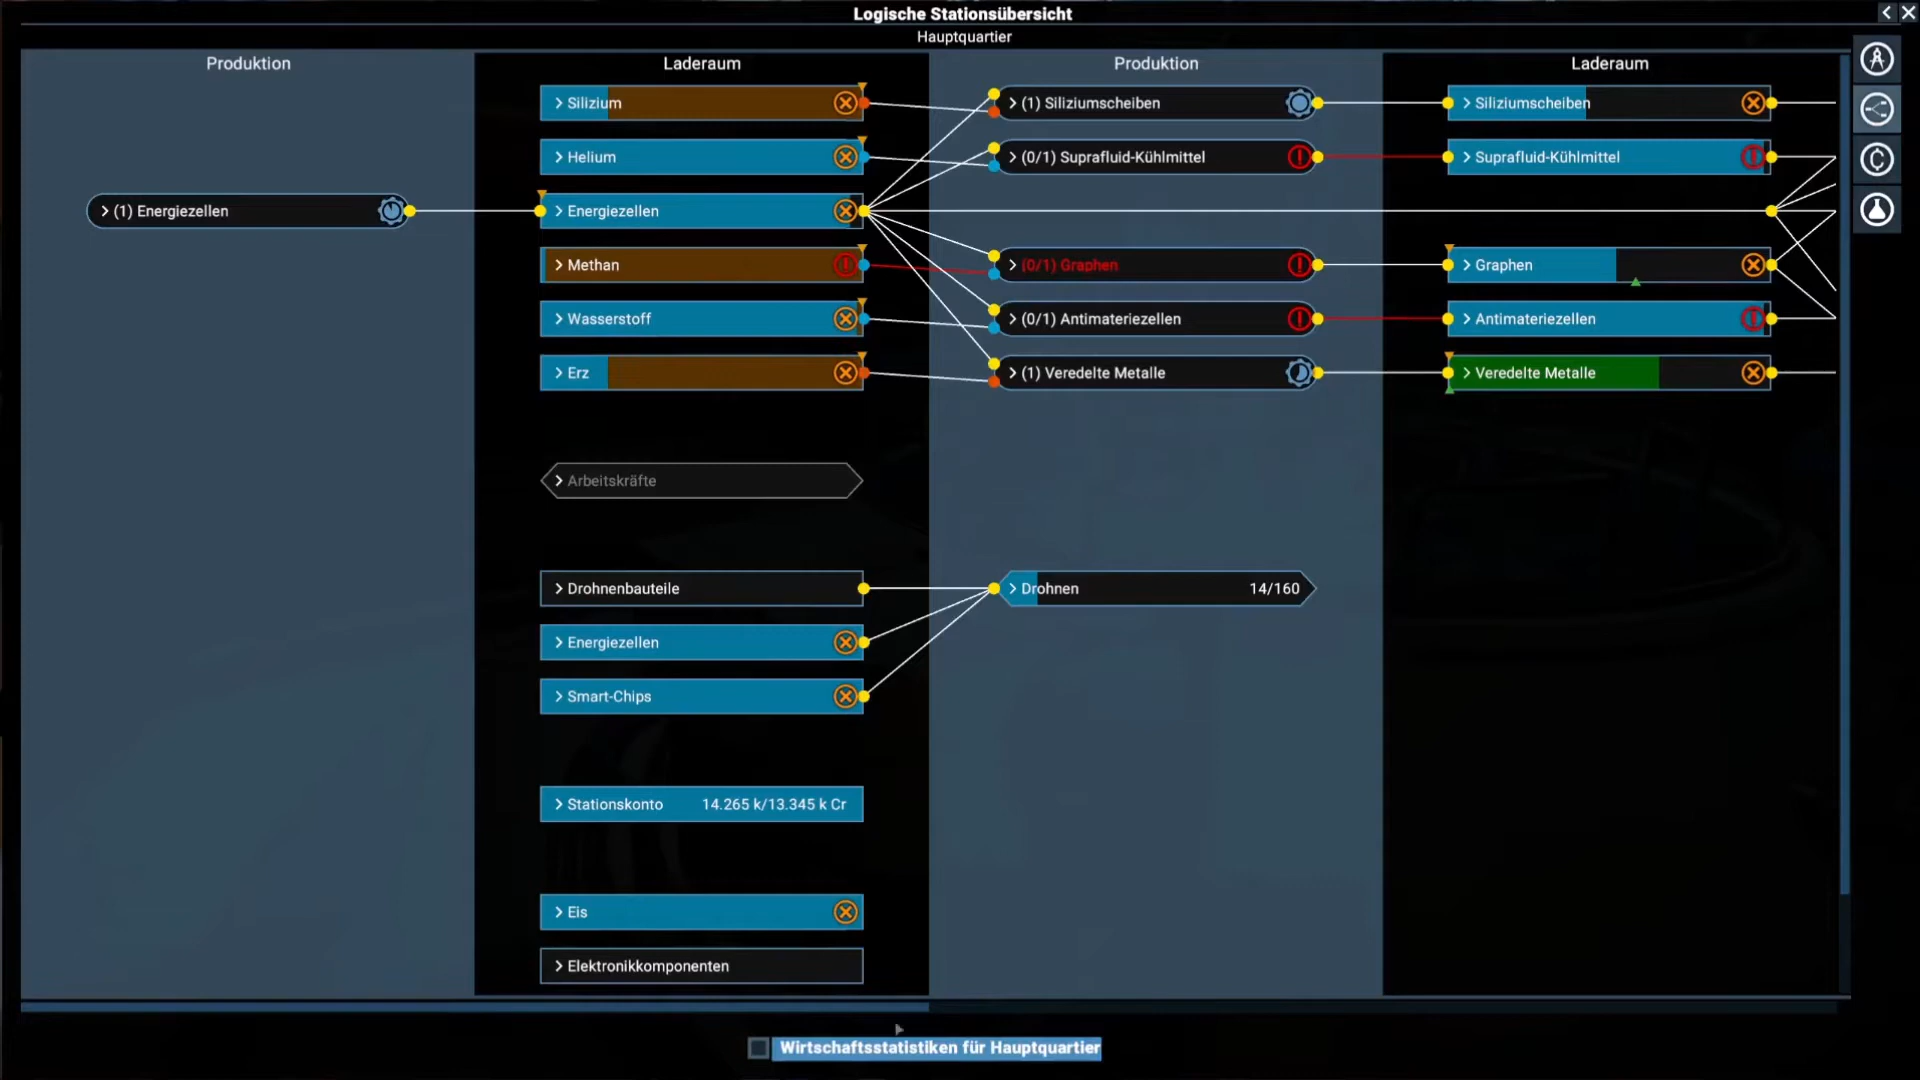 Logische Stationsübersicht
Hauptquartier
Produktion
Laderaum
Produktion
Laderaum
Silizium
(1) Siliziumscheiben
Siliziumscheiben
Helium
(0/1) Suprafluid-Kühlmittel
Suprafluid-Kühlmittel
(1) Energiezellen
Energiezellen
Methan
(0/1) Graphen
Graphen
Wasserstoff
(0/1) Antimateriezellen
Antimateriezellen
Erz
(1) Veredelte Metalle
Veredelte Metalle
Arbeitskräfte
Drohnenbauteile
Drohnen 14/160
Energiezellen
Smart-Chips
Stationskonto 14.265 k/13.345 k Cr
Eis
Elektronikkomponenten
Wirtschaftsstatistiken für Hauptquartier